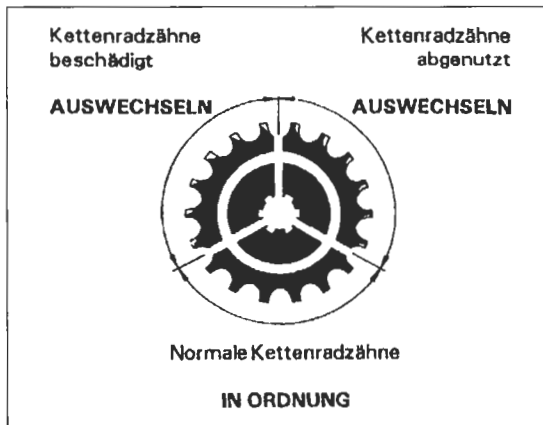 Kettenradzähne
beschädigt
AUSWECHSELN
Kettenradzähne
abgenutzt
AUSWECHSELN
Normale Kettenradzähne
IN ORDNUNG